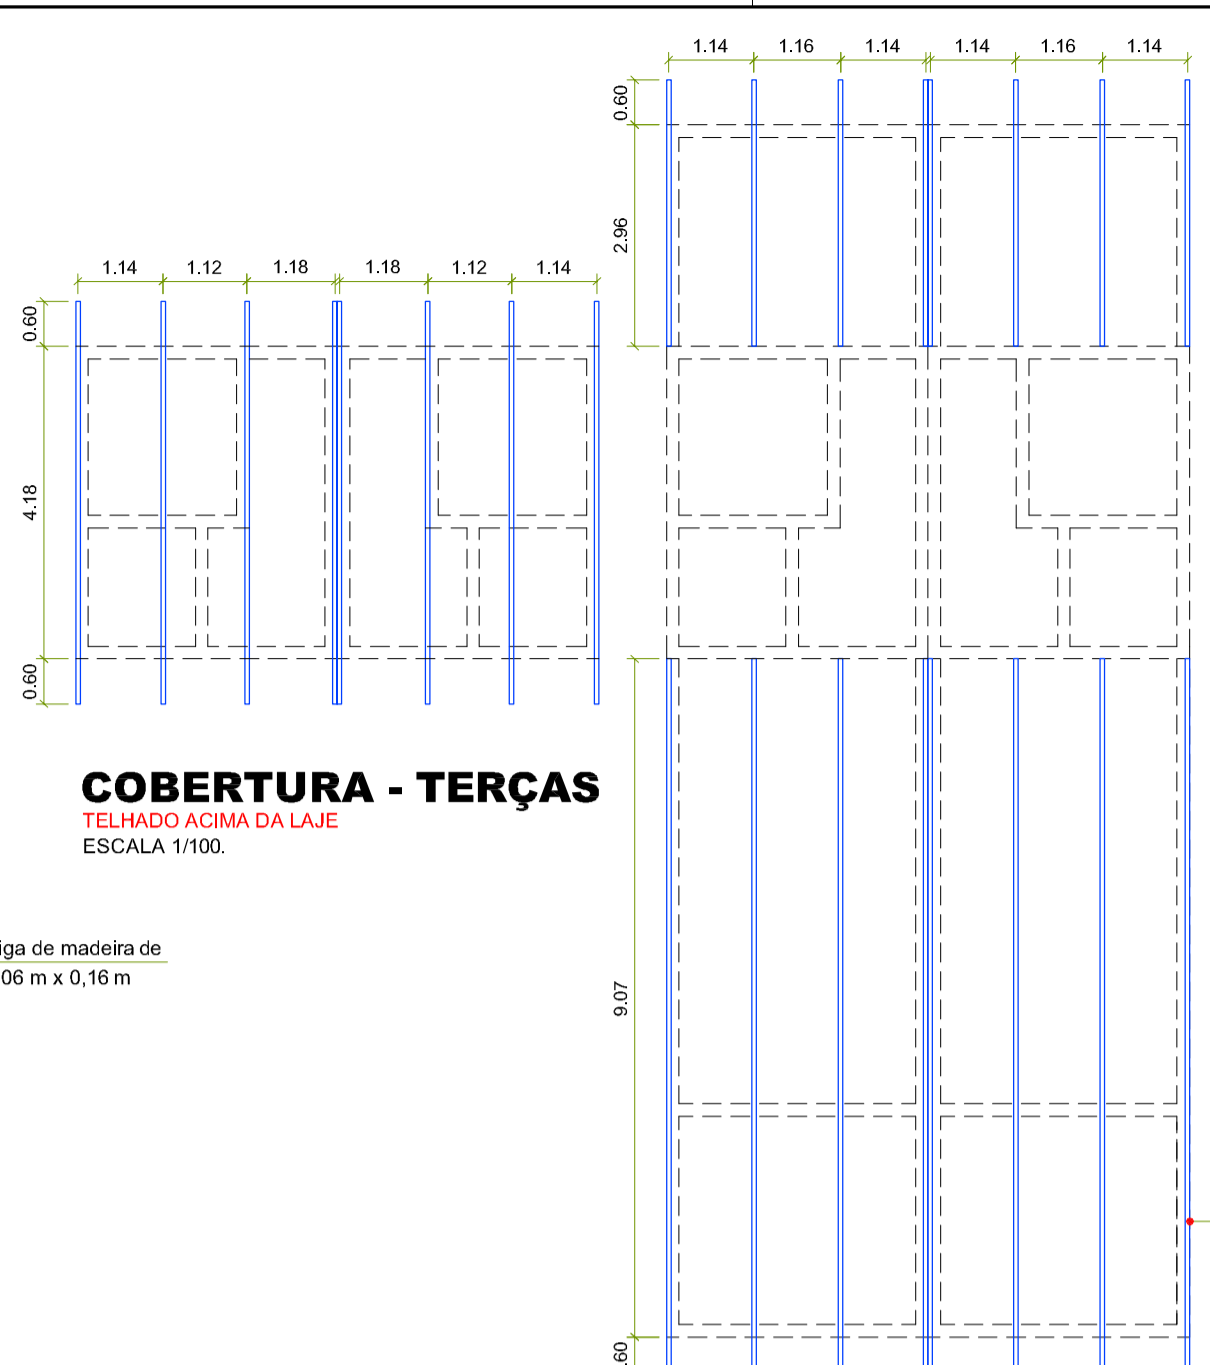 1.14 1.16 1.14 1.14 1.16 1.14
0.60
2.96
1.14 1.12 1.18 1.18 1.12 1.14
0.60
4.18
0.60
COBERTURA - TERÇAS
TELHADO ACIMA DA LAJE
ESCALA 1/100.
iga de madeira de
06 m x 0,16 m
9.07
60